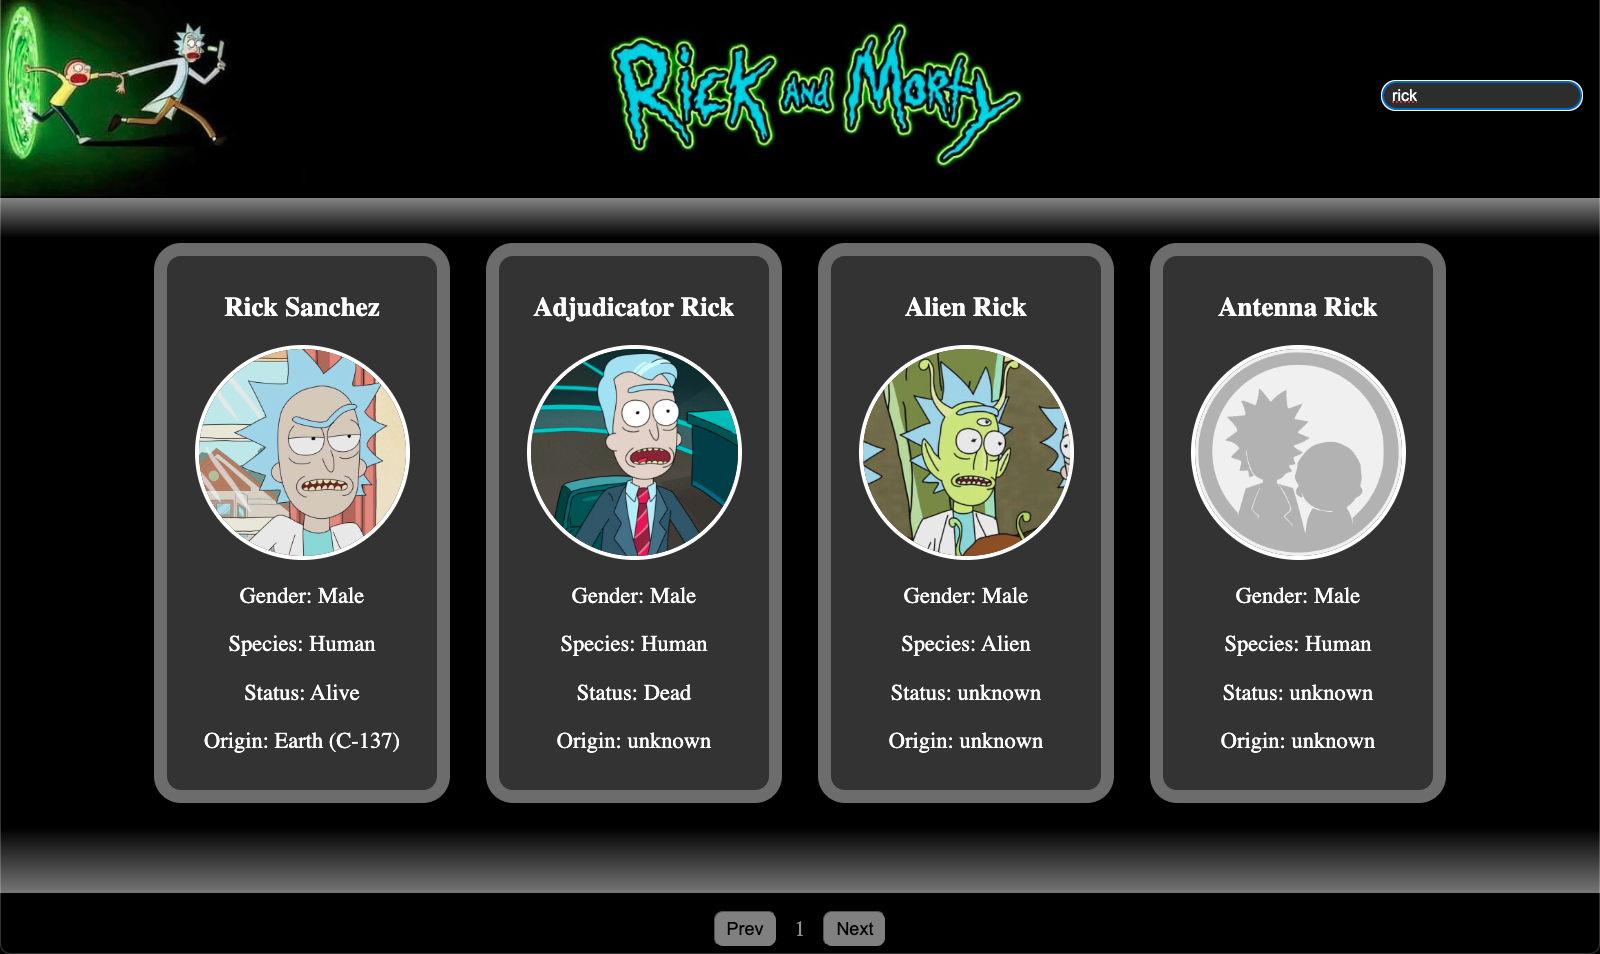 Rick and Morty
rick
Rick Sanchez
Gender: Male
Species: Human
Status: Alive
Origin: Earth (C-137)
Adjudicator Rick
Gender: Male
Species: Human
Status: Dead
Origin: unknown
Alien Rick
Gender: Male
Species: Alien
Status: unknown
Origin: unknown
Antenna Rick
Gender: Male
Species: Human
Status: unknown
Origin: unknown
Prev 1 Next